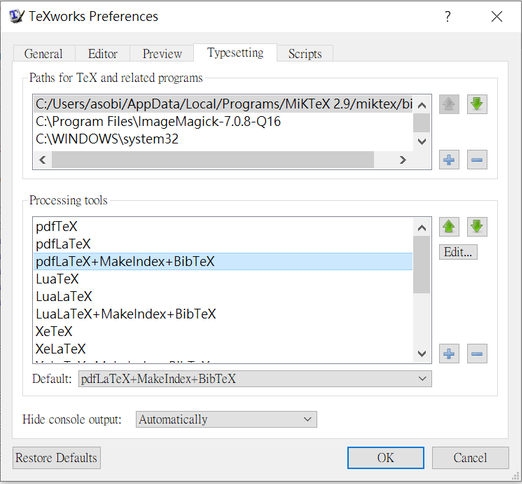 TeXworks Preferences
General Editor Preview Typesetting Scripts
Paths for TeX and related programs
C:/Users/asobi/AppData/Local/Programs/MiKTeX 2.9/miktex/bi
C:\Program Files\ImageMagick-7.0.8-Q16
C:\WINDOWS\system32
Processing tools
pdfTeX
pdfLaTeX
Edit...
pdfLaTeX+MakeIndex+BibTeX
LuaTeX
LuaLaTeX
LuaLaTeX+MakeIndex+BibTeX
XeTeX
XeLaTeX
Default: pdfLaTeX+MakeIndex+BibTeX
Hide console output: Automatically
Restore Defaults OK Cancel